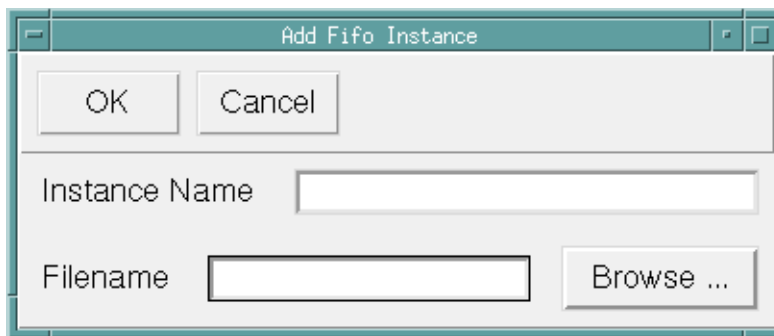 Add Fifo Instance
OK Cancel
Instance Name
Filename Browse ...